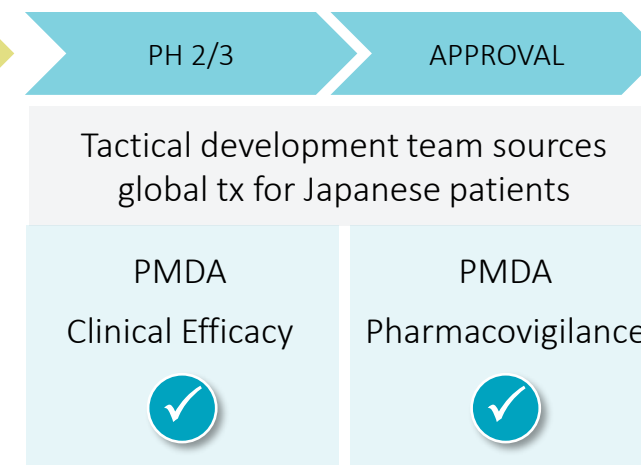 PH 2/3
APPROVAL
Tactical development team sources
global tx for Japanese patients
PMDA
Clinical Efficacy
PMDA
Pharmacovigilance